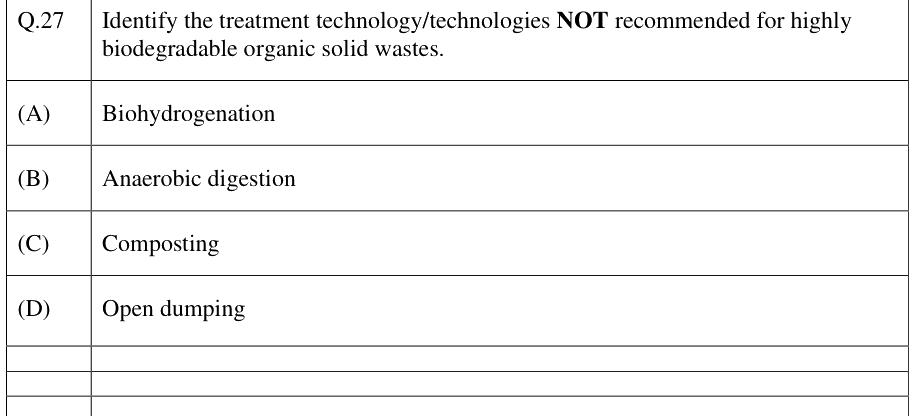 Q.27 Identify the treatment technology/technologies NOT recommended for highly
biodegradable organic solid wastes.
(A) Biohydrogenation
(B) Anaerobic digestion
(C) Composting
(D) Open dumping